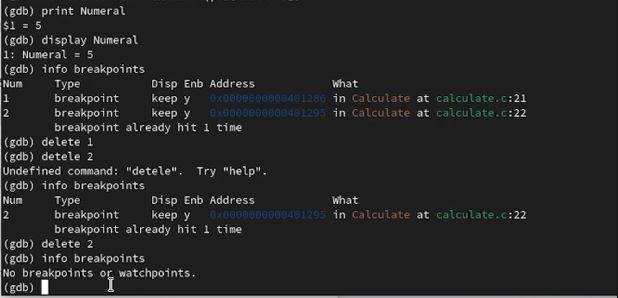 (gdb) print Numeral
$1 = 5
(gdb) display Numeral
1: Numeral = 5
(gdb) info breakpoints
Num Type Disp Enb Address What
1 breakpoint keep y 0x0000000000401286 in Calculate at calculate.c:21
2 breakpoint keep y 0x0000000000401295 in Calculate at calculate.c:22
breakpoint already hit 1 time
(gdb) delete 1
(gdb) detele 2
Undefined command: "detele". Try "help".
(gdb) info breakpoints
Num Type Disp Enb Address What
2 breakpoint keep y 0x0000000000401295 in Calculate at calculate.c:22
breakpoint already hit 1 time
(gdb) delete 2
(gdb) info breakpoints
No breakpoints or watchpoints.
(gdb)